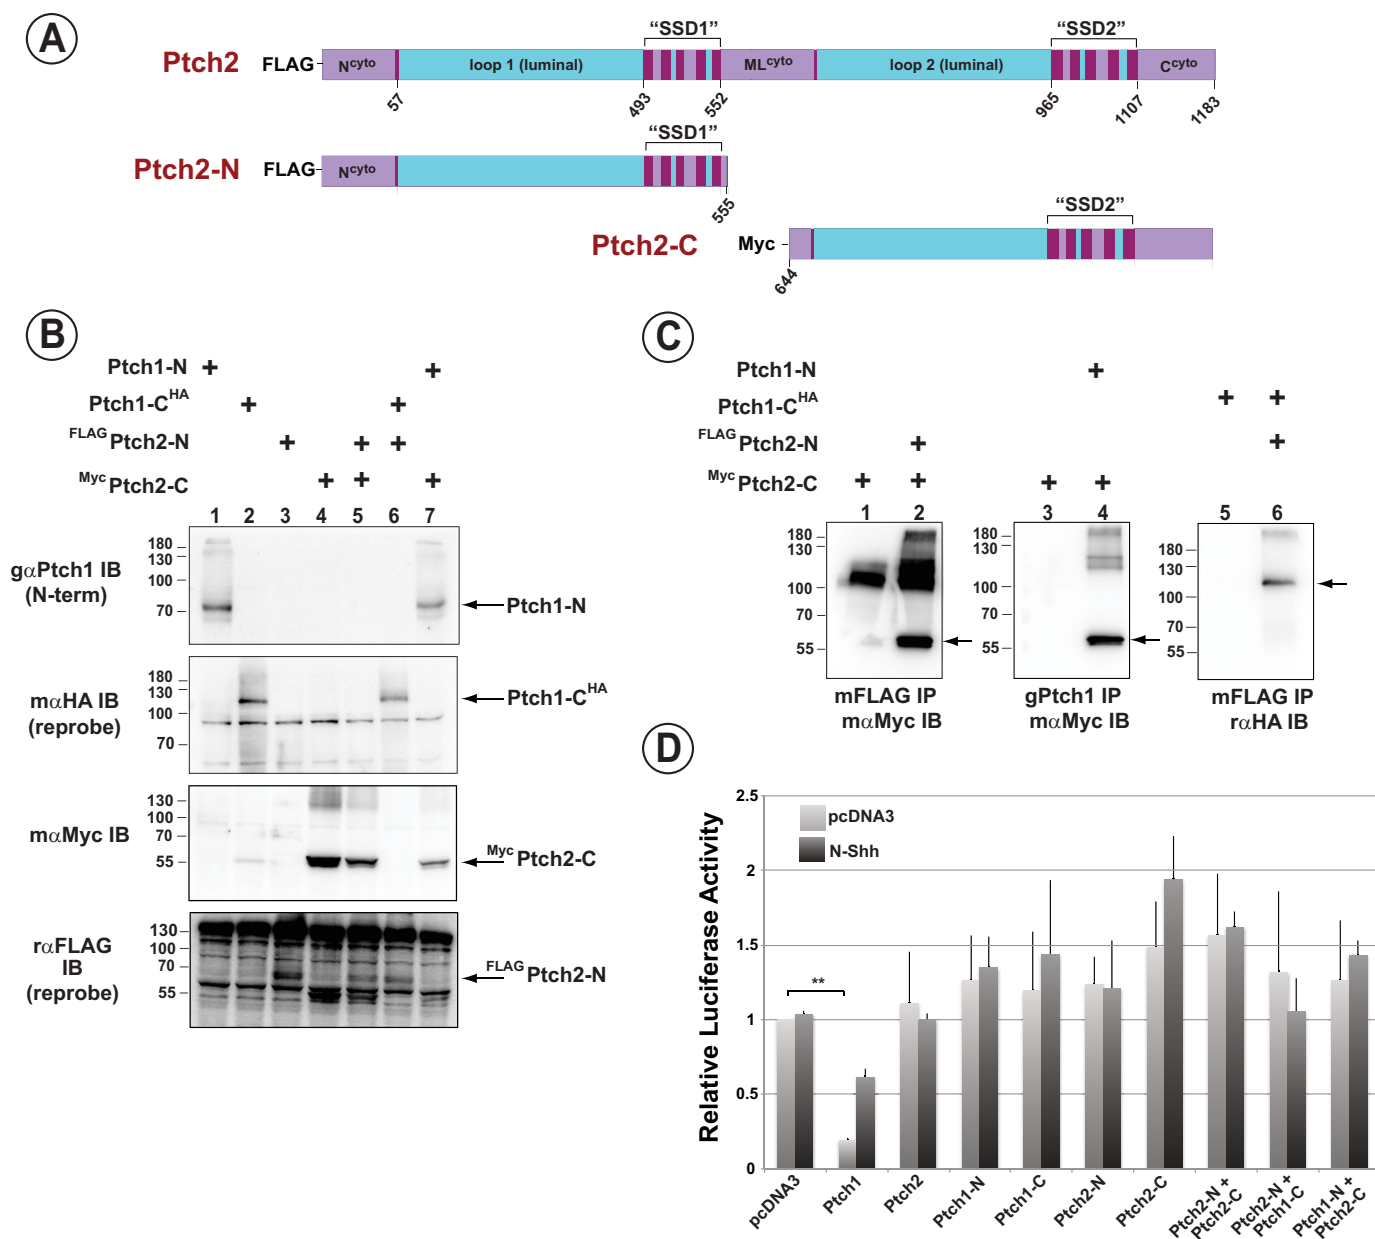 A
Ptch2 FLAG Ncyto loop 1 (luminal) "SSD1" MLcyto loop 2 (luminal) "SSD2" Ccyto
57 493 552 965 1107 1183
Ptch2-N FLAG Ncyto "SSD1"
555
Ptch2-C Myc "SSD2"
644
B
Ptch1-N + +
Ptch1-CHA + +
FLAGPtch2-N + + +
MycPtch2-C + + +
1 2 3 4 5 6 7
gαPtch1 IB
(N-term)
180
130
100
70
Ptch1-N
mαHA IB
(reprobe)
180
130
100
70
Ptch1-CHA
mαMyc IB
130
100
70
55
MycPtch2-C
rαFLAG
IB
(reprobe)
130
100
70
55
FLAGPtch2-N
C
Ptch1-N +
Ptch1-CHA + +
FLAGPtch2-N + +
MycPtch2-C + + + +
1 2 3 4 5 6
180
130
100
70
55
mFLAG IP
mαMyc IB
180
130
100
70
55
gPtch1 IP
mαMyc IB
180
130
100
70
55
mFLAG IP
rαHA IB
D
Relative Luciferase Activity
2.5
2
1.5
1
0.5
0
pcDNA3
N-Shh
**
pcDNA3
Ptch1
Ptch2
Ptch1-N
Ptch1-C
Ptch2-N
Ptch2-C
Ptch2-N +
Ptch2-C
Ptch2-N +
Ptch1-C
Ptch1-N +
Ptch2-C